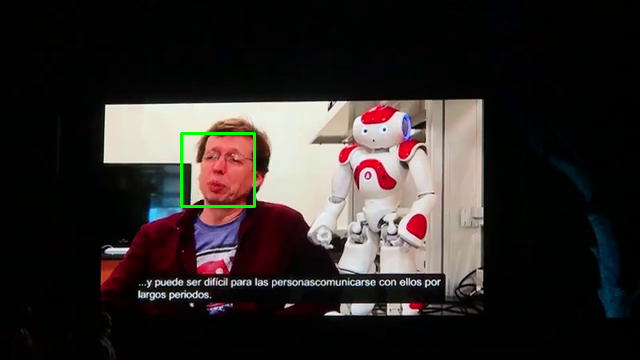 ...y puede ser difícil para las personascomunicarse con ellos por
largos periodos.